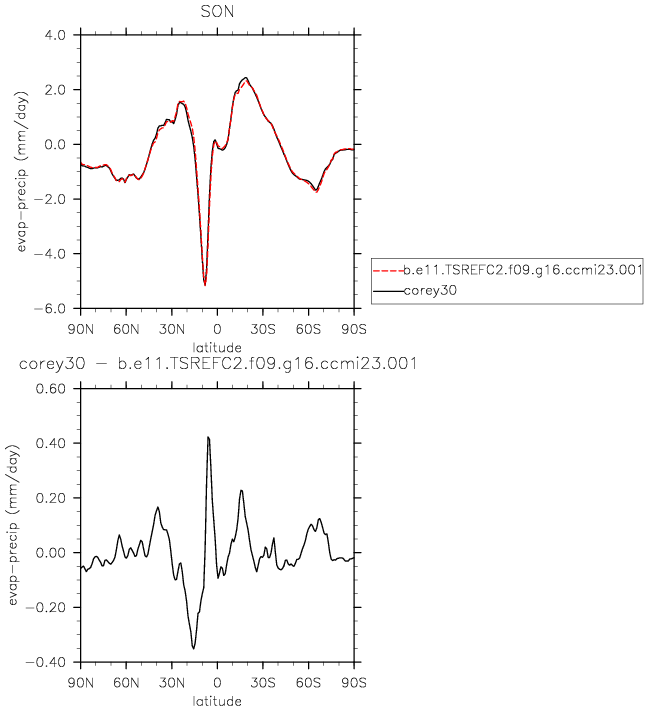 SON
4.0
2.0
0.0
−2.0
−4.0
−6.0
evap−precip (mm/day)
90N 60N 30N 0 30S 60S 90S
latitude
b.e11.TSREFC2.f09.g16.ccmi23.001
corey30
corey30 − b.e11.TSREFC2.f09.g16.ccmi23.001
0.60
0.40
0.20
0.00
−0.20
−0.40
evap−precip (mm/day)
90N 60N 30N 0 30S 60S 90S
latitude